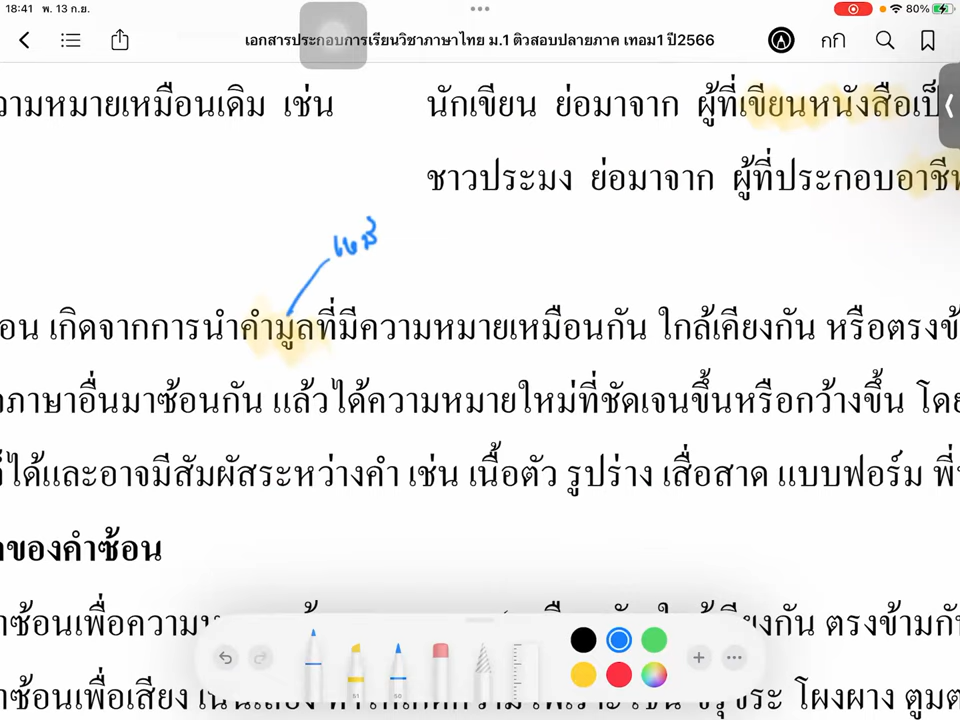 18:41 พ. 13 ก.ย.
80%
เอกสารประกอบการเรียนวิชาภาษาไทย ม.1 ติวสอบปลายภาค เทอม1 ปี2566
กกี
วามหมายเหมือนเดิม เช่น นักเขียน ย่อมาจาก ผู้ที่เขียนหนังสือเป็
ชาวประมง ย่อมาจาก ผู้ที่ประกอบอาชีพ
อน เกิดจากการนำคำมูลที่มีความหมายเหมือนกัน ใกล้เคียงกัน หรือตรงข้
ภาษาอื่นมาซ้อนกัน แล้วได้ความหมายใหม่ที่ชัดเจนขึ้นหรือกว้างขึ้น โดย
ก็ได้และอาจมีสัมผัสระหว่างคำ เช่น เนื้อตัว รูปร่าง เสื่อสาด แบบฟอร์ม พี่
ของคำซ้อน
ำซ้อนเพื่อความ ตรงข้ามกั
ำซ้อนเพื่อเสียง โผงผาง ตูมต
51
50